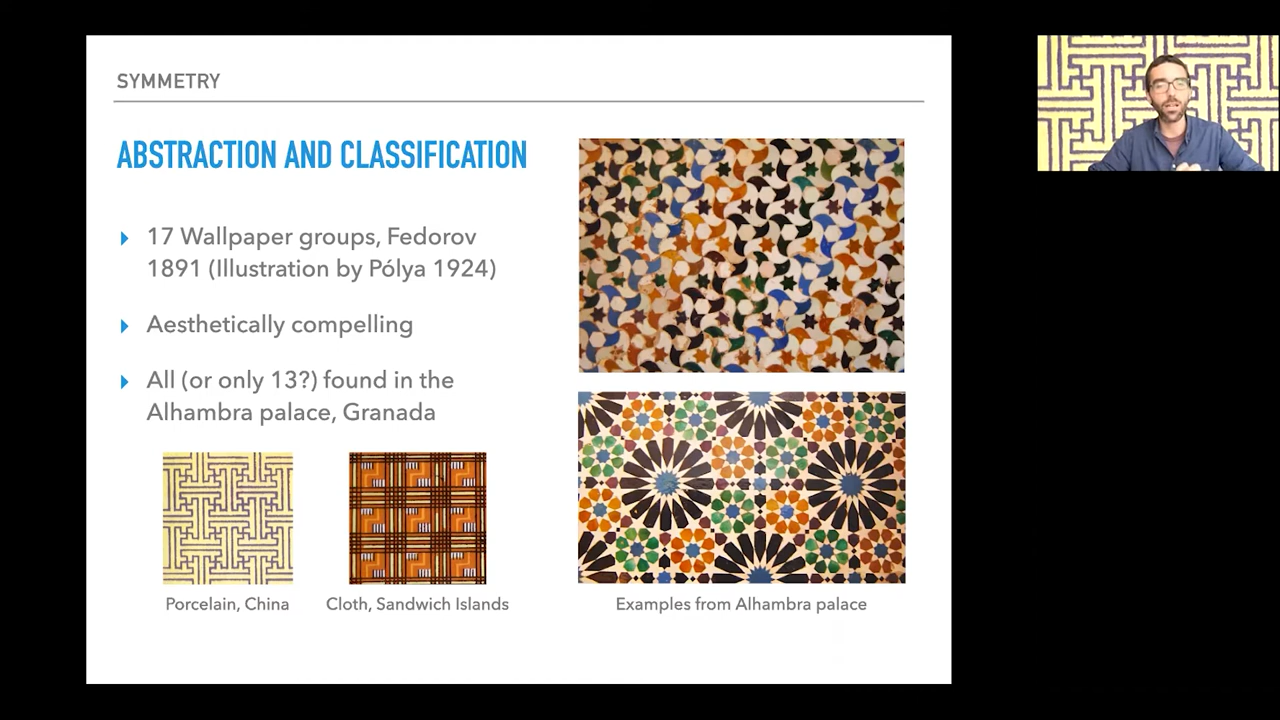 SYMMETRY
ABSTRACTION AND CLASSIFICATION
17 Wallpaper groups, Fedorov
1891 (Illustration by Pólya 1924)
Aesthetically compelling
All (or only 13?) found in the
Alhambra palace, Granada
Porcelain, China
Cloth, Sandwich Islands
Examples from Alhambra palace